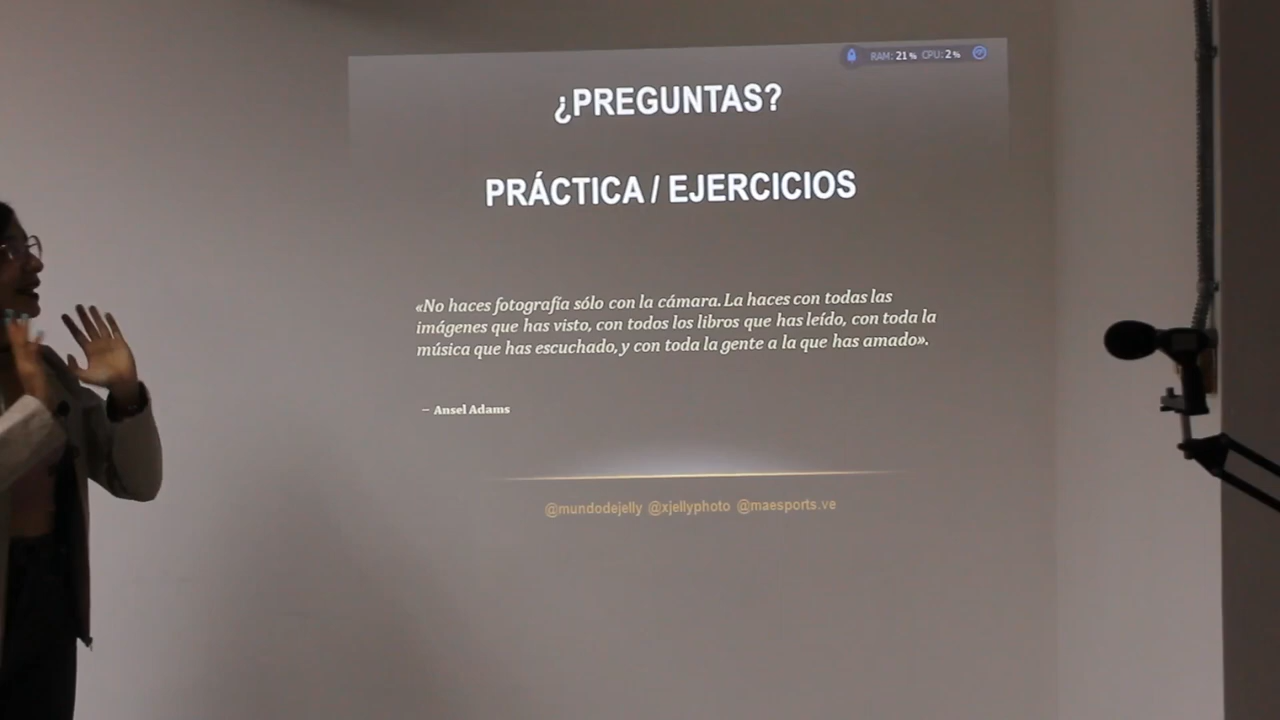 RAM: 21% CPU: 2%
¿PREGUNTAS?
PRÁCTICA / EJERCICIOS
«No haces fotografía sólo con la cámara. La haces con todas las
imágenes que has visto, con todos los libros que has leído, con toda la
música que has escuchado, y con toda la gente a la que has amado».
– Ansel Adams
@mundodejelly @xjellyphoto @maesports.ve